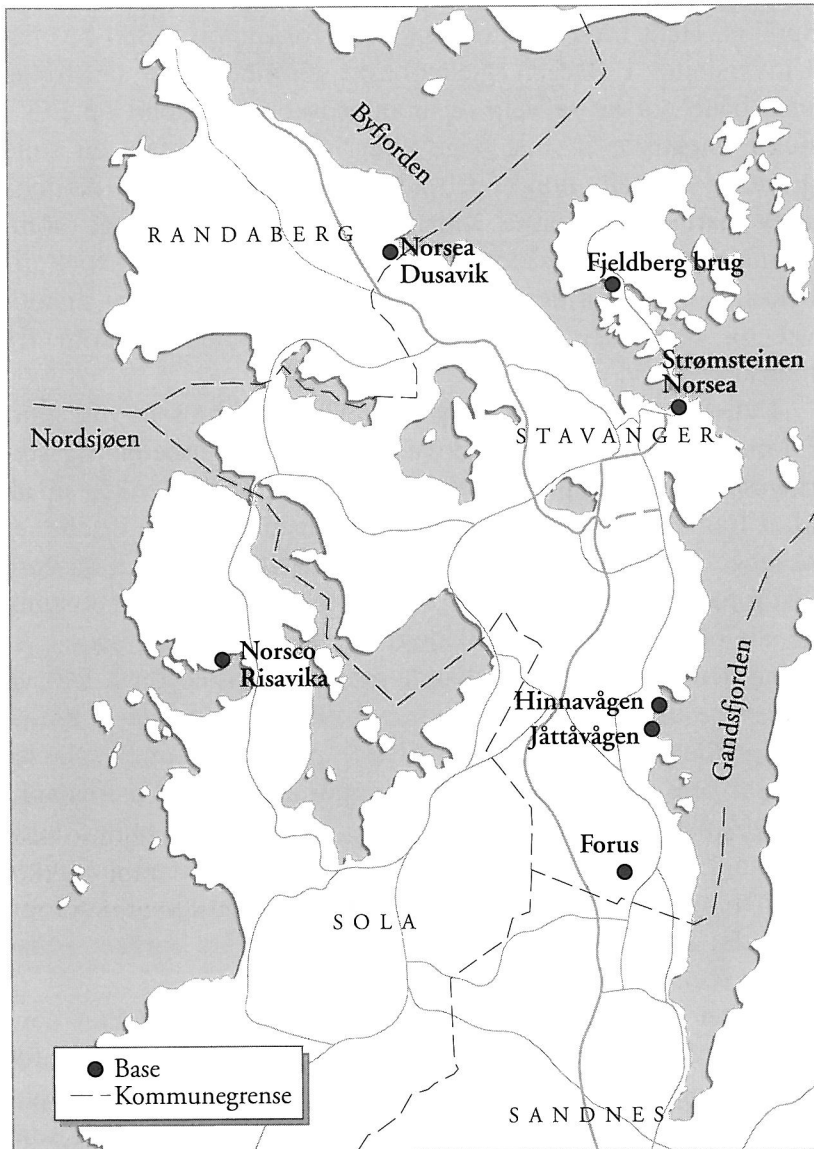 Byfjorden
RANDABERG
Norsea
Dusavik
Fjeldberg brug
Strømsteinen
Norsea
Nordsjøen
STAVANGER
Norsco
Risavika
Hinnavågen
Jåttåvågen
Gandsfjorden
Forus
SOLA
Base
Kommunegrense
SANDNES